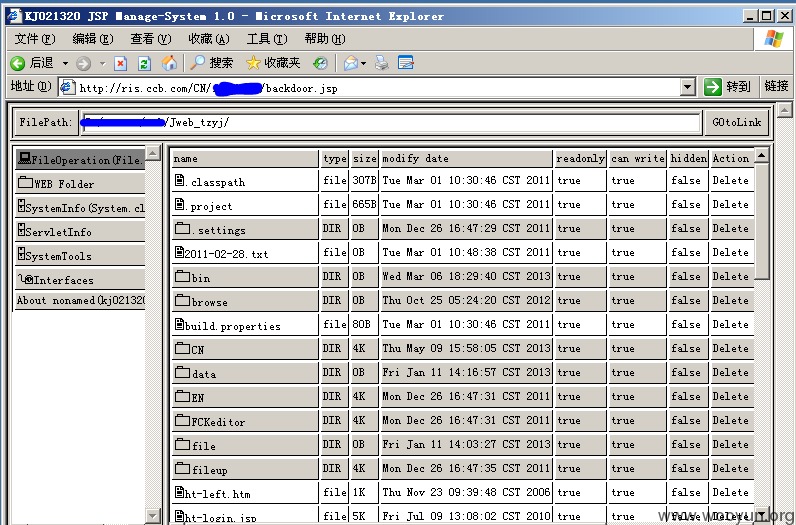 KJ021320 JSP Manage-System 1.0 - Microsoft Internet Explorer
文件(F) 编辑(E) 查看(V) 收藏(A) 工具(T) 帮助(H)
后退 搜索 收藏夹
地址(D) http://ris.ccb.com/CN/ /backdoor.jsp 转到 链接
FilePath: /Jweb_tzyj/ GOtoLink
FileOperation(File.
WEB Folder
SystemInfo(System.cl
ServletInfo
SystemTools
Interfaces
About nonamed(kj021320
name type size modify date readonly can write hidden Action
.classpath file 307B Tue Mar 01 10:30:46 CST 2011 true true false Delete
.project file 665B Tue Mar 01 10:30:46 CST 2011 true true false Delete
.settings DIR 0B Mon Dec 26 16:47:29 CST 2011 true true false Delete
2011-02-28.txt file 0B Tue Mar 01 10:48:38 CST 2011 true true false Delete
bin DIR 0B Wed Mar 06 18:29:40 CST 2013 true true false Delete
browse DIR 0B Thu Oct 25 05:24:20 CST 2012 true true false Delete
build.properties file 80B Tue Mar 01 10:30:46 CST 2011 true true false Delete
CN DIR 4K Thu May 09 15:58:05 CST 2013 true true false Delete
data DIR 0B Fri Jan 11 14:16:57 CST 2013 true true false Delete
EN DIR 4K Mon Dec 26 16:47:31 CST 2011 true true false Delete
FCKeditor DIR 4K Mon Dec 26 16:47:31 CST 2011 true true false Delete
file DIR 0B Fri Jan 11 14:03:27 CST 2013 true true false Delete
fileup DIR 4K Mon Dec 26 16:47:35 CST 2011 true true false Delete
ht-left.htm file 1K Thu Nov 23 09:39:48 CST 2006 true true false Delete
ht-login.jsp file 5K Fri Jul 09 13:08:02 CST 2010 true true false Delete
www.wooyun.org